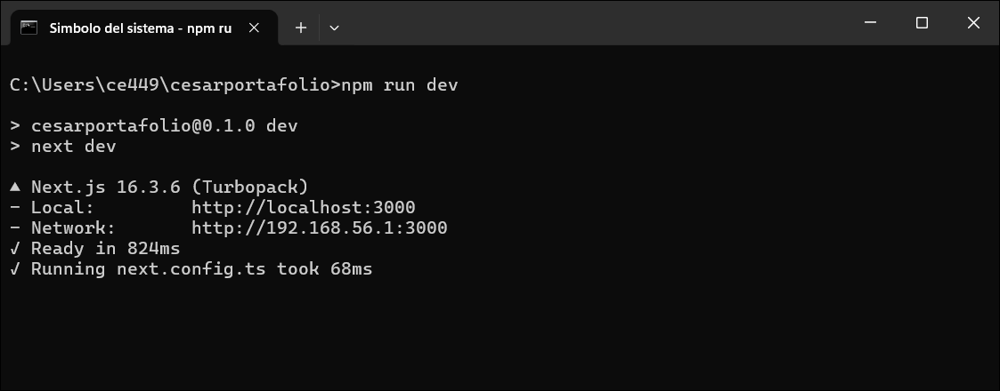 Simbolo del sistema - npm ru
C:\Users\ce449\cesarportafolio>npm run dev
> cesarportafolio@0.1.0 dev
> next dev
▲ Next.js 16.3.6 (Turbopack)
- Local:         http://localhost:3000
- Network:       http://192.168.56.1:3000
√ Ready in 824ms
√ Running next.config.ts took 68ms